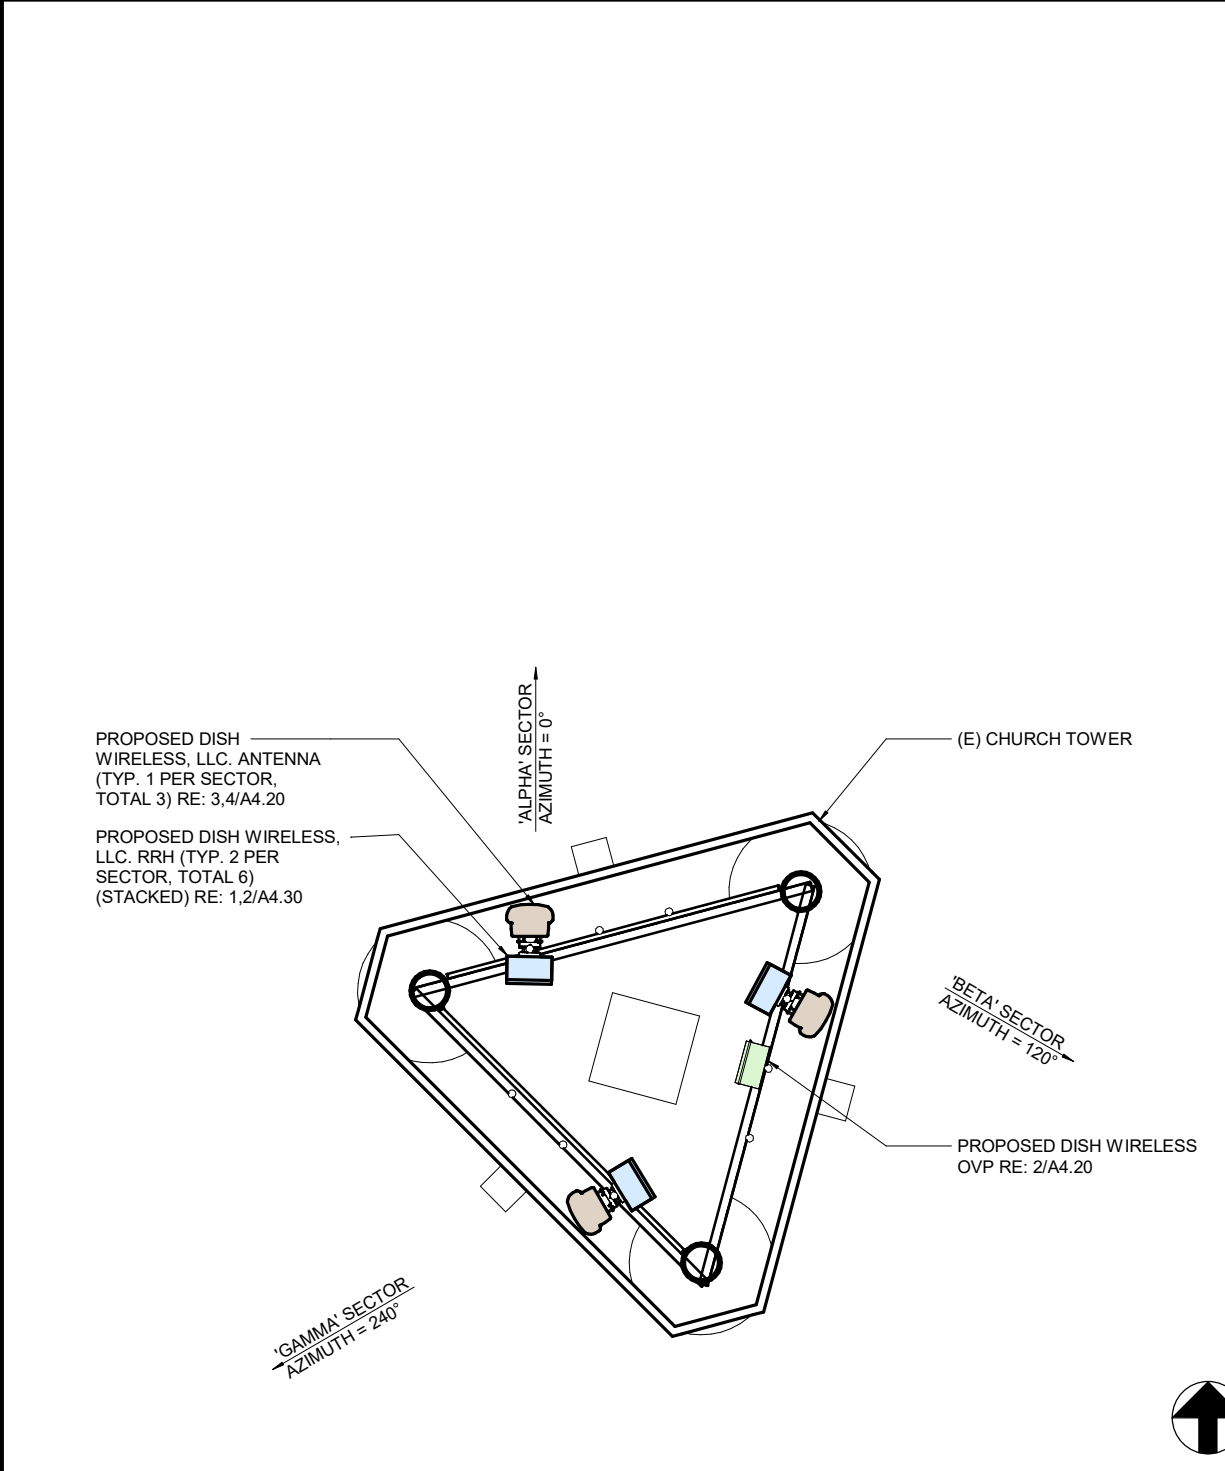 'ALPHA' SECTOR
AZIMUTH = 0°
PROPOSED DISH
WIRELESS, LLC. ANTENNA
(TYP. 1 PER SECTOR,
TOTAL 3) RE: 3,4/A4.20
(E) CHURCH TOWER
PROPOSED DISH WIRELESS,
LLC. RRH (TYP. 2 PER
SECTOR, TOTAL 6)
(STACKED) RE: 1,2/A4.30
'BETA' SECTOR
AZIMUTH = 120°
PROPOSED DISH WIRELESS
OVP RE: 2/A4.20
'GAMMA' SECTOR
AZIMUTH = 240°